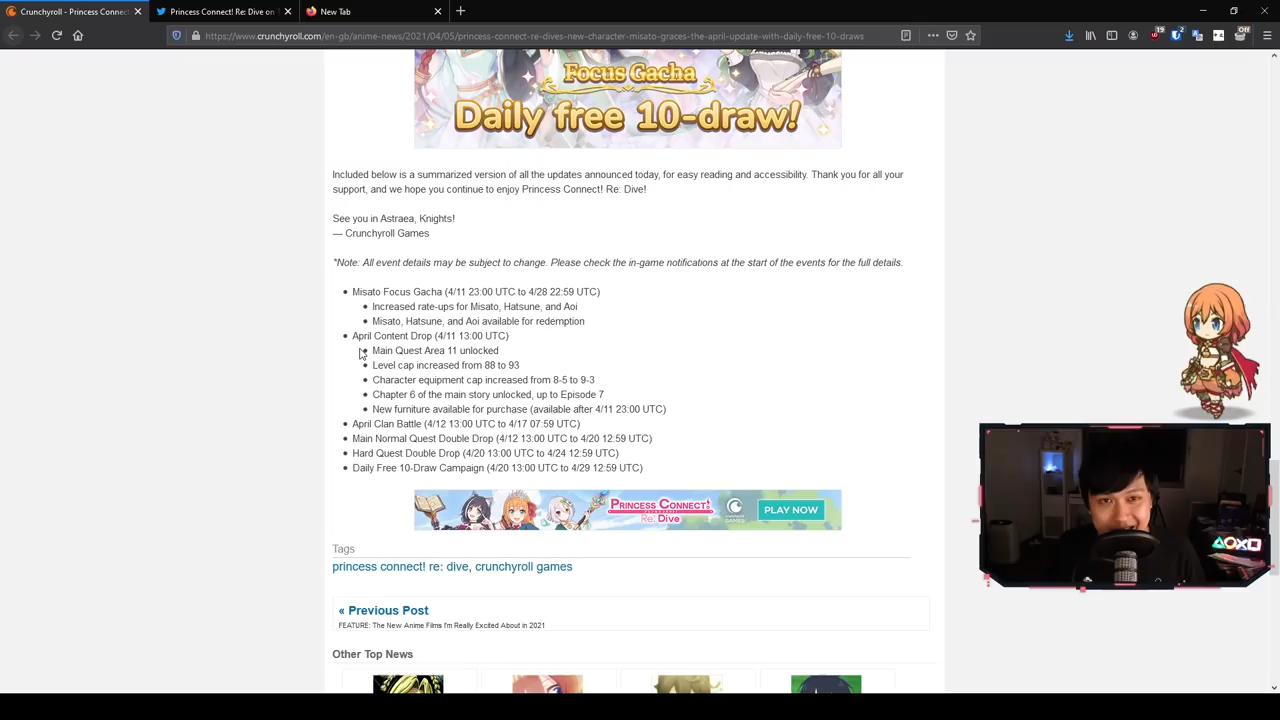 Crunchyroll - Princess Connect
Princess Connect! Re: Dive on
New Tab
https://www.crunchyroll.com/en-gb/anime-news/2021/04/05/princess-connect-re-dives-new-character-misato-graces-the-april-update-with-daily-free-10-draws
Focus Gacha
Daily free 10-draw!
Included below is a summarized version of all the updates announced today, for easy reading and accessibility. Thank you for all your
support, and we hope you continue to enjoy Princess Connect! Re: Dive!
See you in Astraea, Knights!
— Crunchyroll Games
*Note: All event details may be subject to change. Please check the in-game notifications at the start of the events for the full details.
Misato Focus Gacha (4/11 23:00 UTC to 4/28 22:59 UTC)
Increased rate-ups for Misato, Hatsune, and Aoi
Misato, Hatsune, and Aoi available for redemption
April Content Drop (4/11 13:00 UTC)
Main Quest Area 11 unlocked
Level cap increased from 88 to 93
Character equipment cap increased from 8-5 to 9-3
Chapter 6 of the main story unlocked, up to Episode 7
New furniture available for purchase (available after 4/11 23:00 UTC)
April Clan Battle (4/12 13:00 UTC to 4/17 07:59 UTC)
Main Normal Quest Double Drop (4/12 13:00 UTC to 4/20 12:59 UTC)
Hard Quest Double Drop (4/20 13:00 UTC to 4/24 12:59 UTC)
Daily Free 10-Draw Campaign (4/20 13:00 UTC to 4/29 12:59 UTC)
PRINCESS CONNECT!
Re: Dive
GAMES
PLAY NOW
Tags
princess connect! re: dive, crunchyroll games
« Previous Post
FEATURE: The New Anime Films I'm Really Excited About in 2021
Other Top News